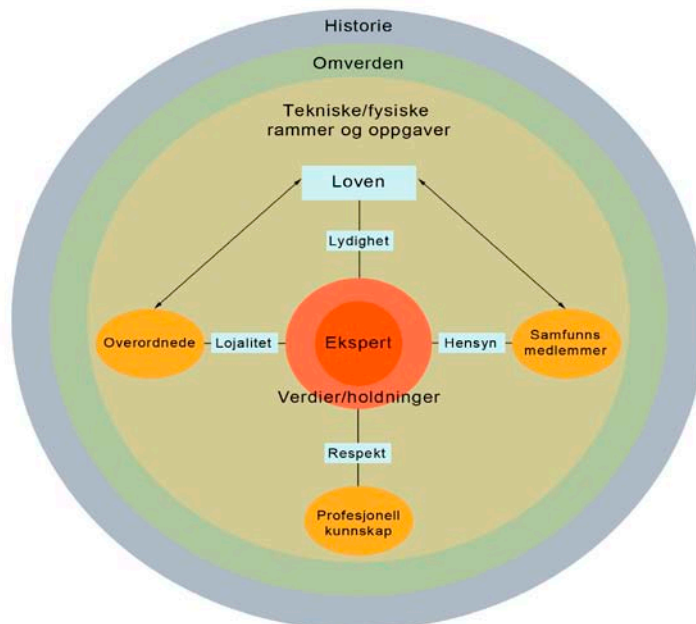 Historie
Omverden
Tekniske/fysiske
rammer og oppgaver
Loven
Lydighet
Overordnede
Lojalitet
Ekspert
Hensyn
Samfunns
medlemmer
Verdier/holdninger
Respekt
Profesjonell
kunnskap